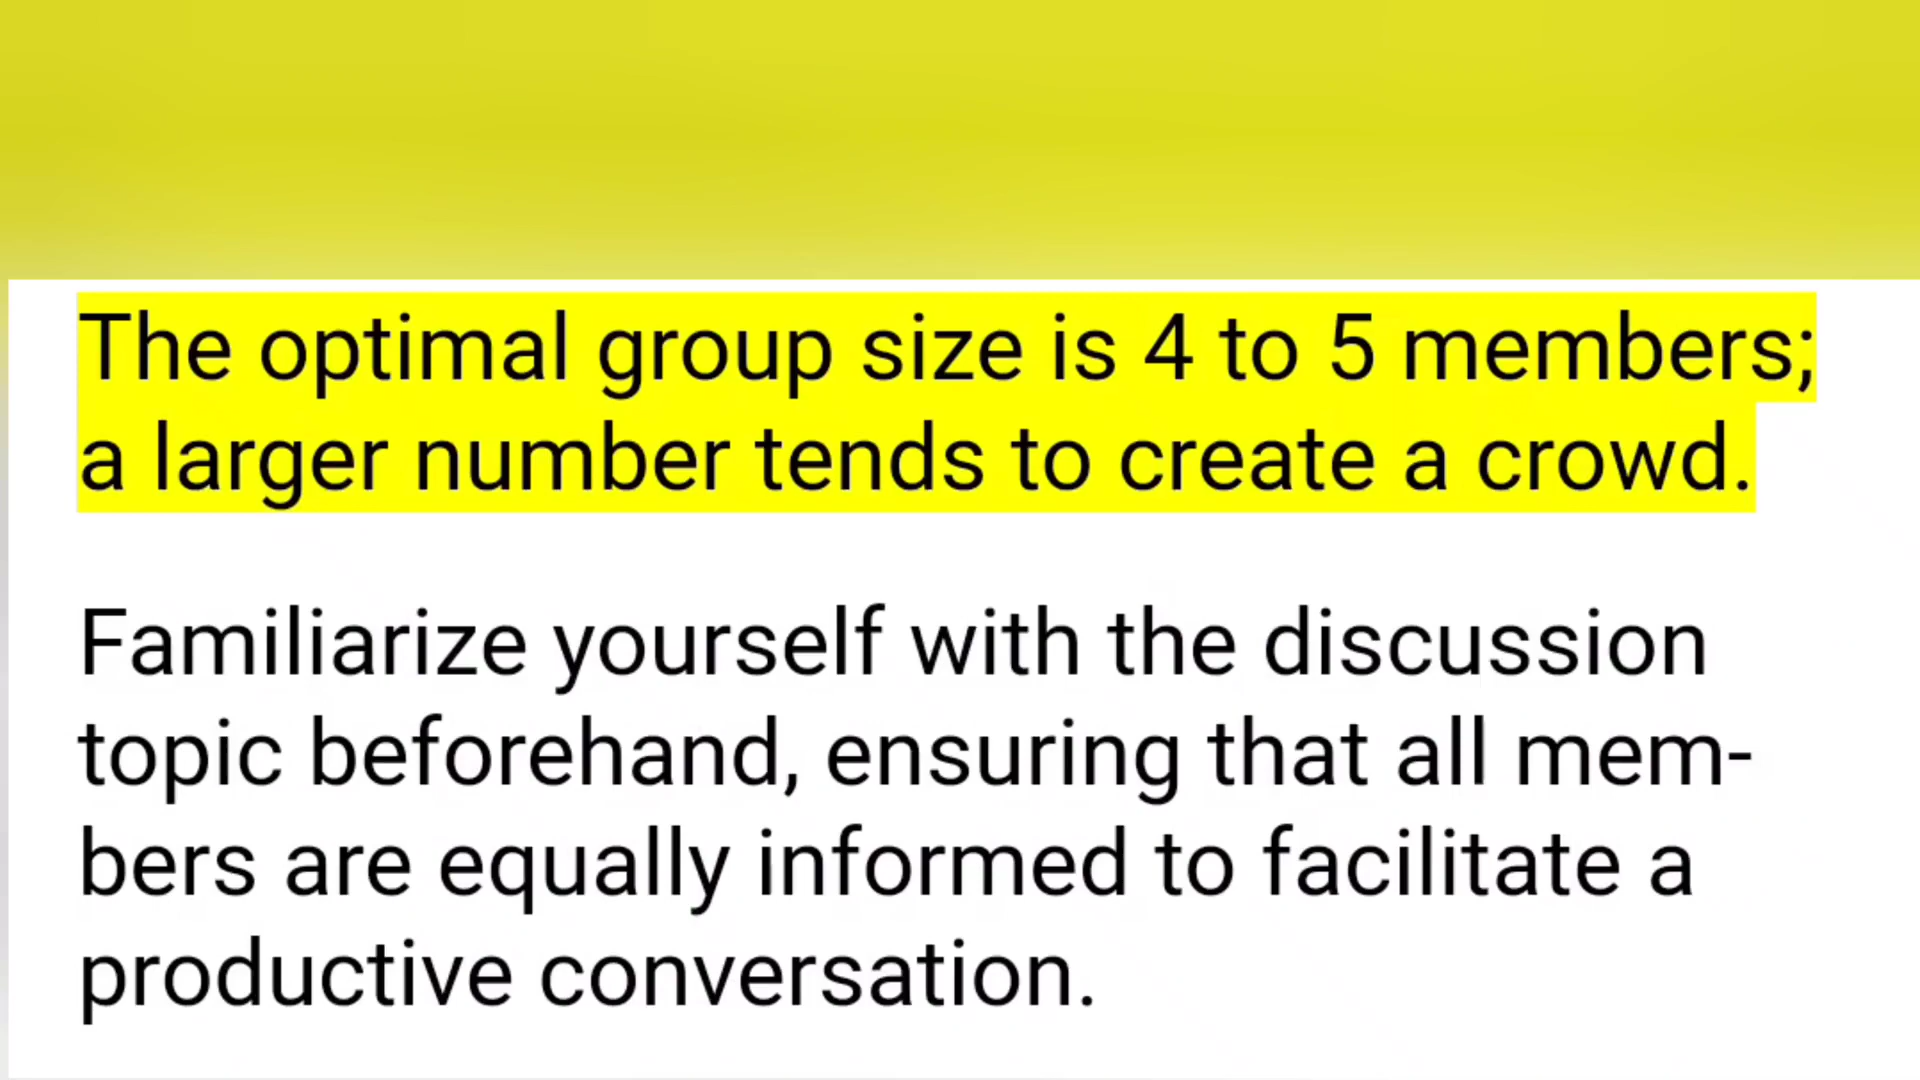 The optimal group size is 4 to 5 members;
a larger number tends to create a crowd.
Familiarize yourself with the discussion
topic beforehand, ensuring that all mem-
bers are equally informed to facilitate a
productive conversation.